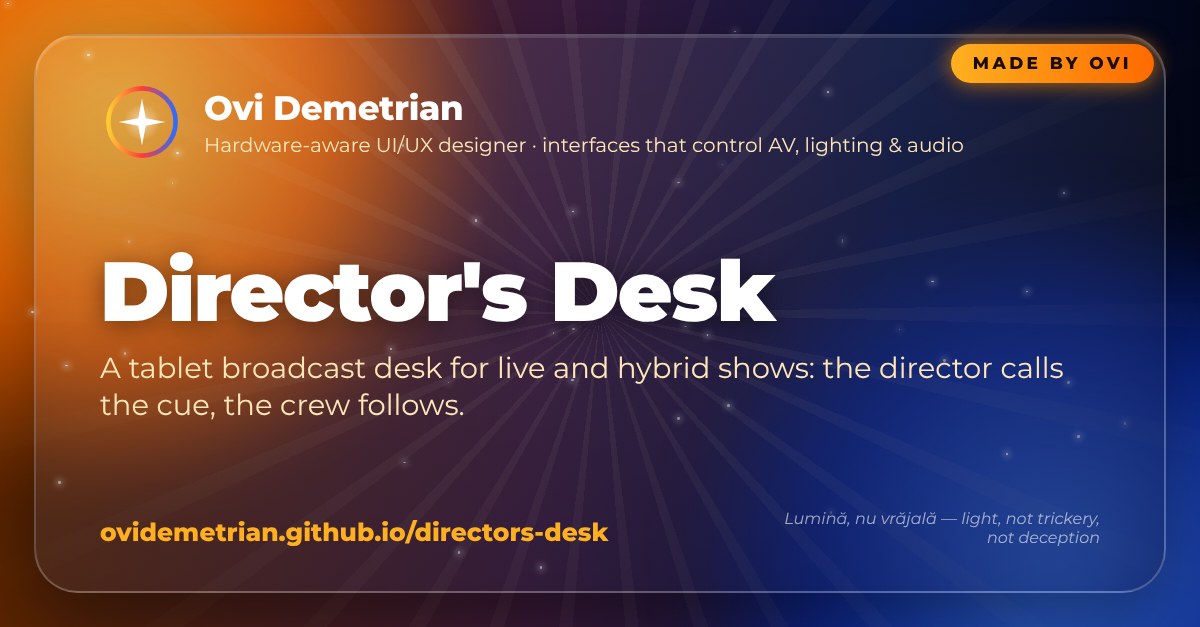 MADE BY OVI
Ovi Demetrian
Hardware-aware UI/UX designer · interfaces that control AV, lighting & audio
Director's Desk
A tablet broadcast desk for live and hybrid shows: the director calls
the cue, the crew follows.
ovidemetrian.github.io/directors-desk
Lumină, nu vrăjală — light, not trickery,
not deception